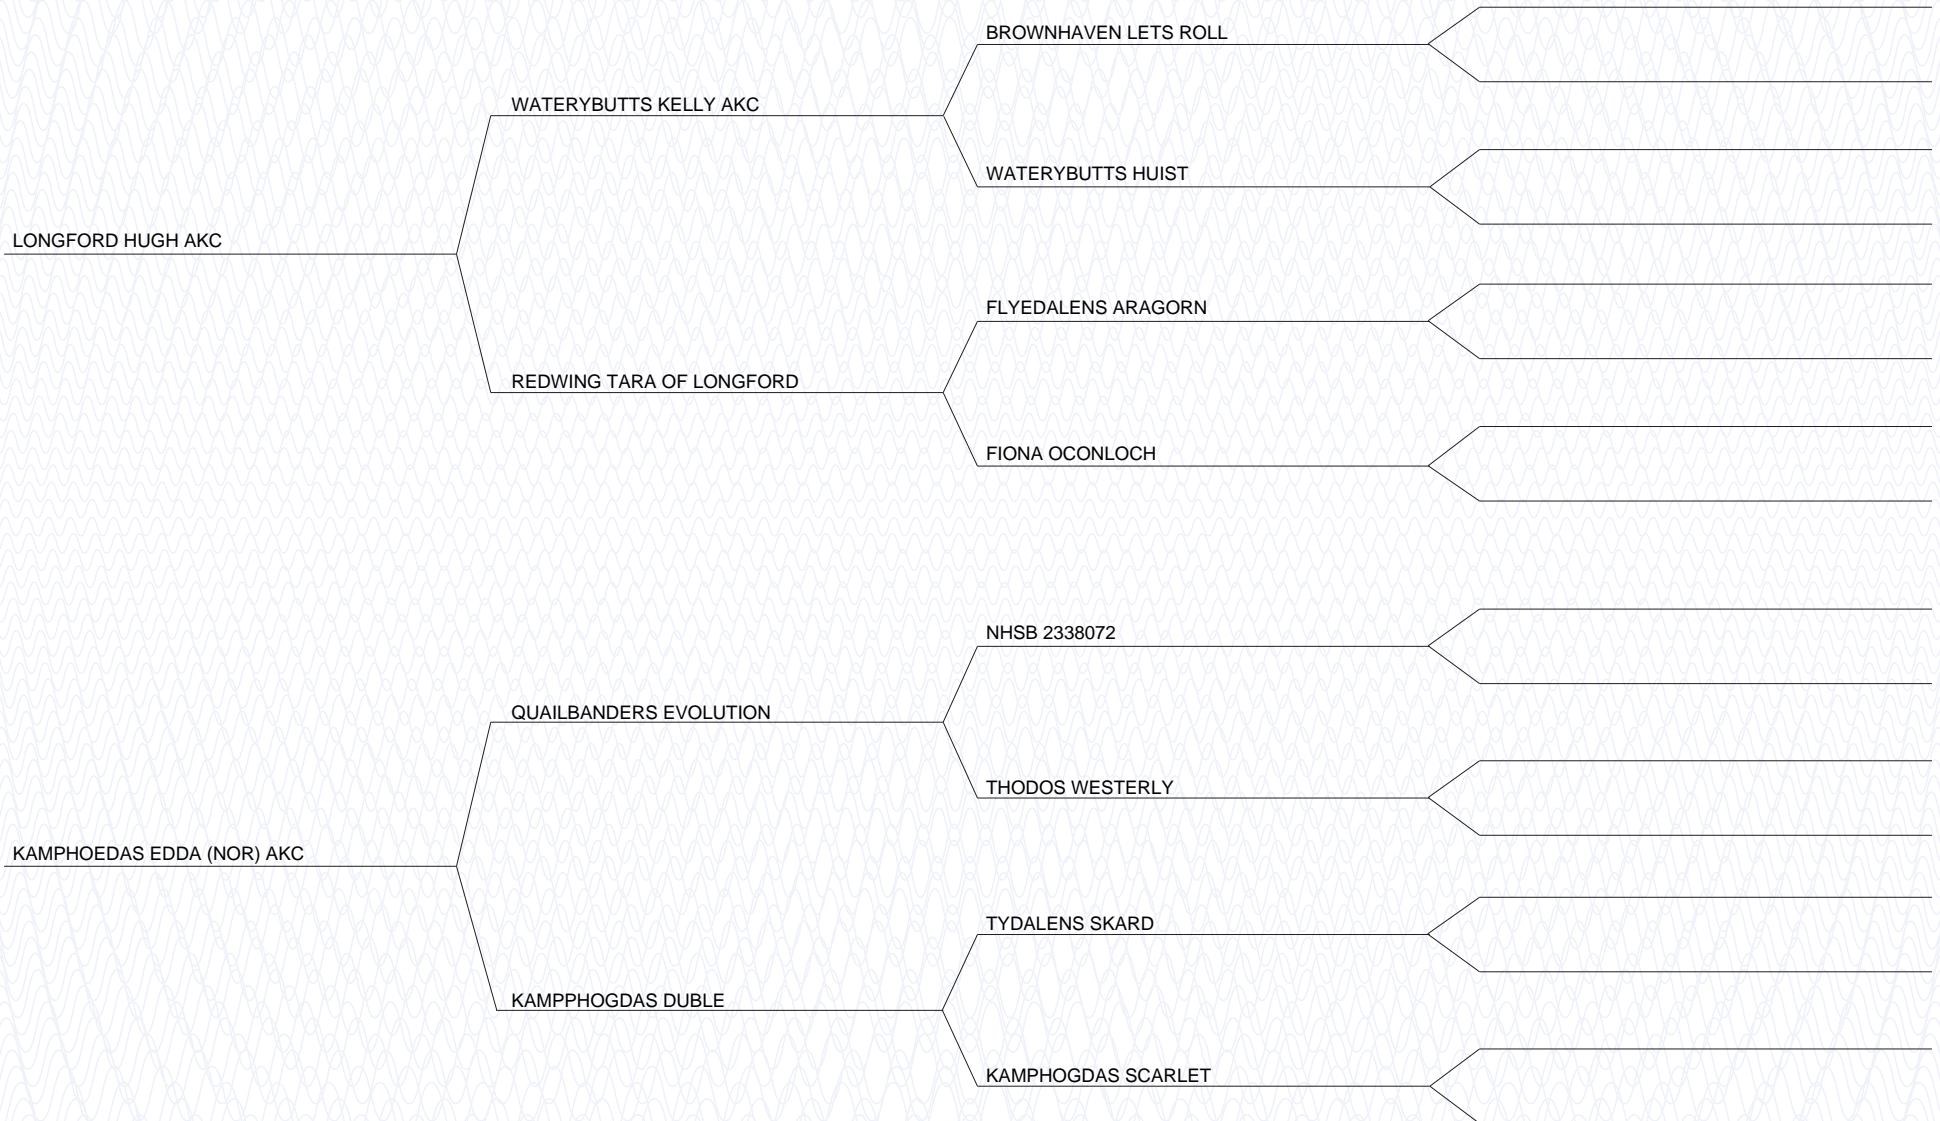 BROWNHAVEN LETS ROLL
WATERYBUTTS KELLY AKC
WATERYBUTTS HUIST
LONGFORD HUGH AKC
FLYEDALENS ARAGORN
REDWING TARA OF LONGFORD
FIONA OCONLOCH
NHSB 2338072
QUAILBANDERS EVOLUTION
THODOS WESTERLY
KAMPHOEDAS EDDA (NOR) AKC
TYDALENS SKARD
KAMPPHOGDAS DUBLE
KAMPHOGDAS SCARLET